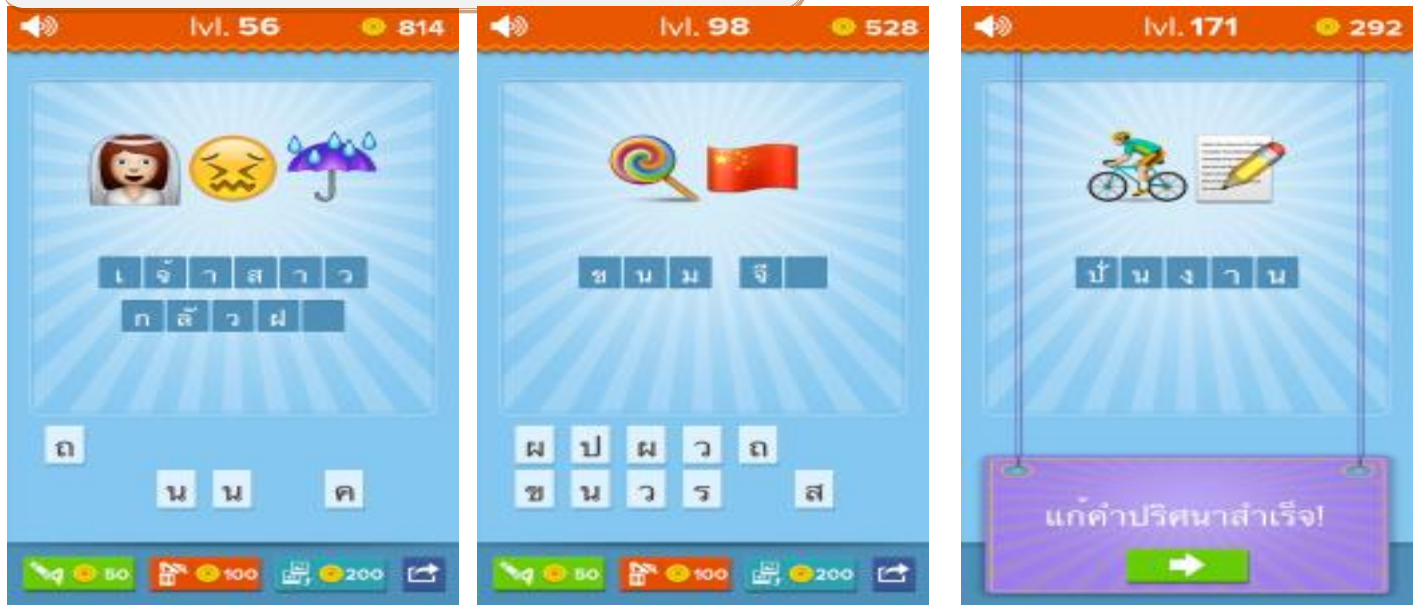 lvl. 56 814
เจ้าสาว
กลัวฝ
ถ
น น ค
50 100 200
lvl. 98 528
ขนม จี
ผ ป ผ ว ถ
ข น ว ร ส
50 100 200
lvl. 171 292
ปั่นงาน
แก้คำปริศนาสำเร็จ!